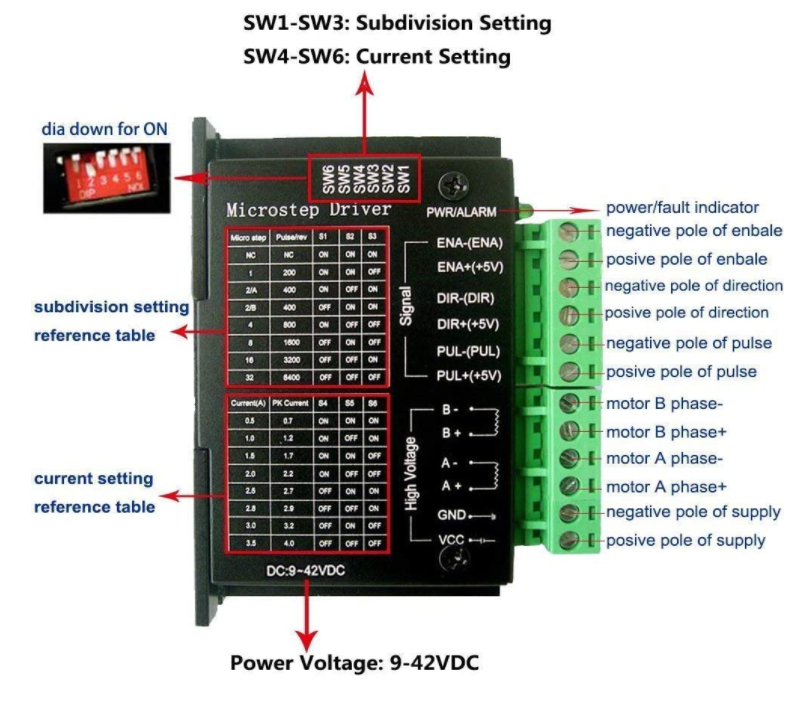 SW1-SW3: Subdivision Setting
SW4-SW6: Current Setting
dia down for ON
1 2 3 4 5 6
DIP
SW6
SW5
SW4
SW3
SW2
SW1
Microstep Driver
PWR/ALARM
power/fault indicator
Micro step Pulse/rev S1 S2 S3
NC NC ON ON ON
1 200 ON ON OFF
2/A 400 ON OFF ON
2/B 400 OFF ON ON
4 800 ON OFF OFF
8 1600 OFF ON OFF
16 3200 OFF OFF ON
32 6400 OFF OFF OFF
subdivision setting
reference table
Signal
ENA-(ENA)
ENA+(+5V)
DIR-(DIR)
DIR+(+5V)
PUL-(PUL)
PUL+(+5V)
negative pole of enbale
posive pole of enbale
negative pole of direction
posive pole of direction
negative pole of pulse
posive pole of pulse
Current(A) PK Current S4 S5 S6
0.5 0.7 ON ON ON
1.0 1.2 ON OFF ON
1.5 1.7 ON ON OFF
2.0 2.2 ON OFF OFF
2.5 2.7 OFF ON ON
2.8 2.9 OFF OFF ON
3.0 3.2 OFF ON OFF
3.5 4.0 OFF OFF OFF
current setting
reference table
High Voltage
B -
B +
A -
A +
GND
VCC
motor B phase-
motor B phase+
motor A phase-
motor A phase+
negative pole of supply
posive pole of supply
DC:9~42VDC
Power Voltage: 9-42VDC